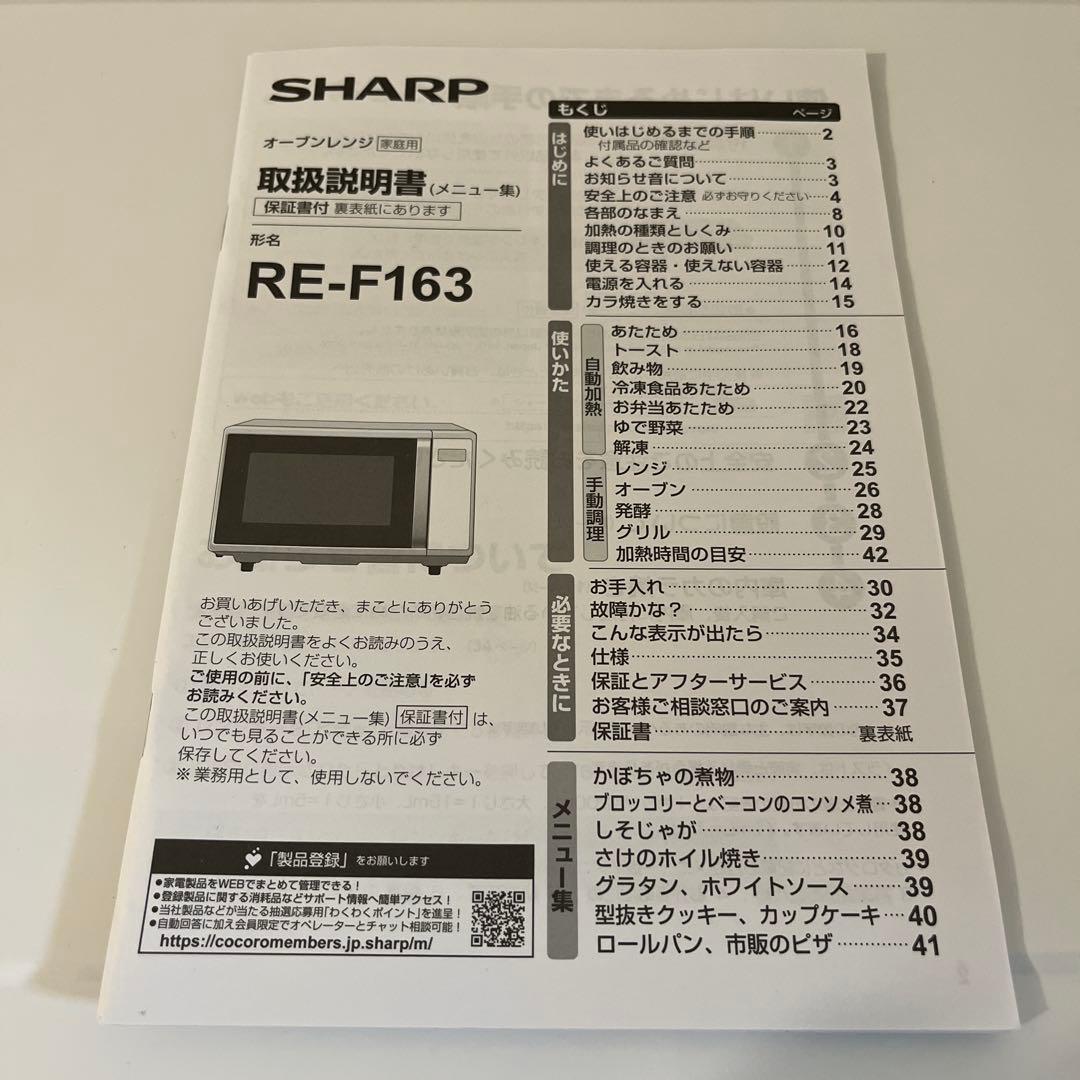 SHARP
オーブンレンジ 家庭用
取扱説明書(メニュー集)
保証書付 裏表紙にあります
形名
RE-F163
お買いあげいただき、まことにありがとう
ございました。
この取扱説明書をよくお読みのうえ、
正しくお使いください。
ご使用の前に、「安全上のご注意」を必ず
お読みください。
この取扱説明書(メニュー集) 保証書付 は、
いつでも見ることができる所に必ず
保存してください。
※業務用として、使用しないでください。
「製品登録」をお願いします
●家電製品をWEBでまとめて管理できる!
●登録製品に関する消耗品などサポート情報へ簡単アクセス!
●当社製品などが当たる抽選応募用「わくわくポイント」を進呈!
●自動回答に加え会員限定でオペレーターとチャット相談可能!
https://cocoromembers.jp.sharp/m/
もくじ ページ
はじめに
使いはじめるまでの手順 2
付属品の確認など
よくあるご質問 3
お知らせ音について 3
安全上のご注意 必ずお守りください 4
各部のなまえ 8
加熱の種類としくみ 10
調理のときのお願い 11
使える容器・使えない容器 12
電源を入れる 14
カラ焼きをする 15
使いかた
自動加熱
あたため 16
トースト 18
飲み物 19
冷凍食品あたため 20
お弁当あたため 22
ゆで野菜 23
解凍 24
手動調理
レンジ 25
オーブン 26
発酵 28
グリル 29
加熱時間の目安 42
必要なときに
お手入れ 30
故障かな? 32
こんな表示が出たら 34
仕様 35
保証とアフターサービス 36
お客様ご相談窓口のご案内 37
保証書 裏表紙
メニュー集
かぼちゃの煮物 38
ブロッコリーとベーコンのコンソメ煮 38
しそじゃが 38
さけのホイル焼き 39
グラタン、ホワイトソース 39
型抜きクッキー、カップケーキ 40
ロールパン、市販のピザ 41